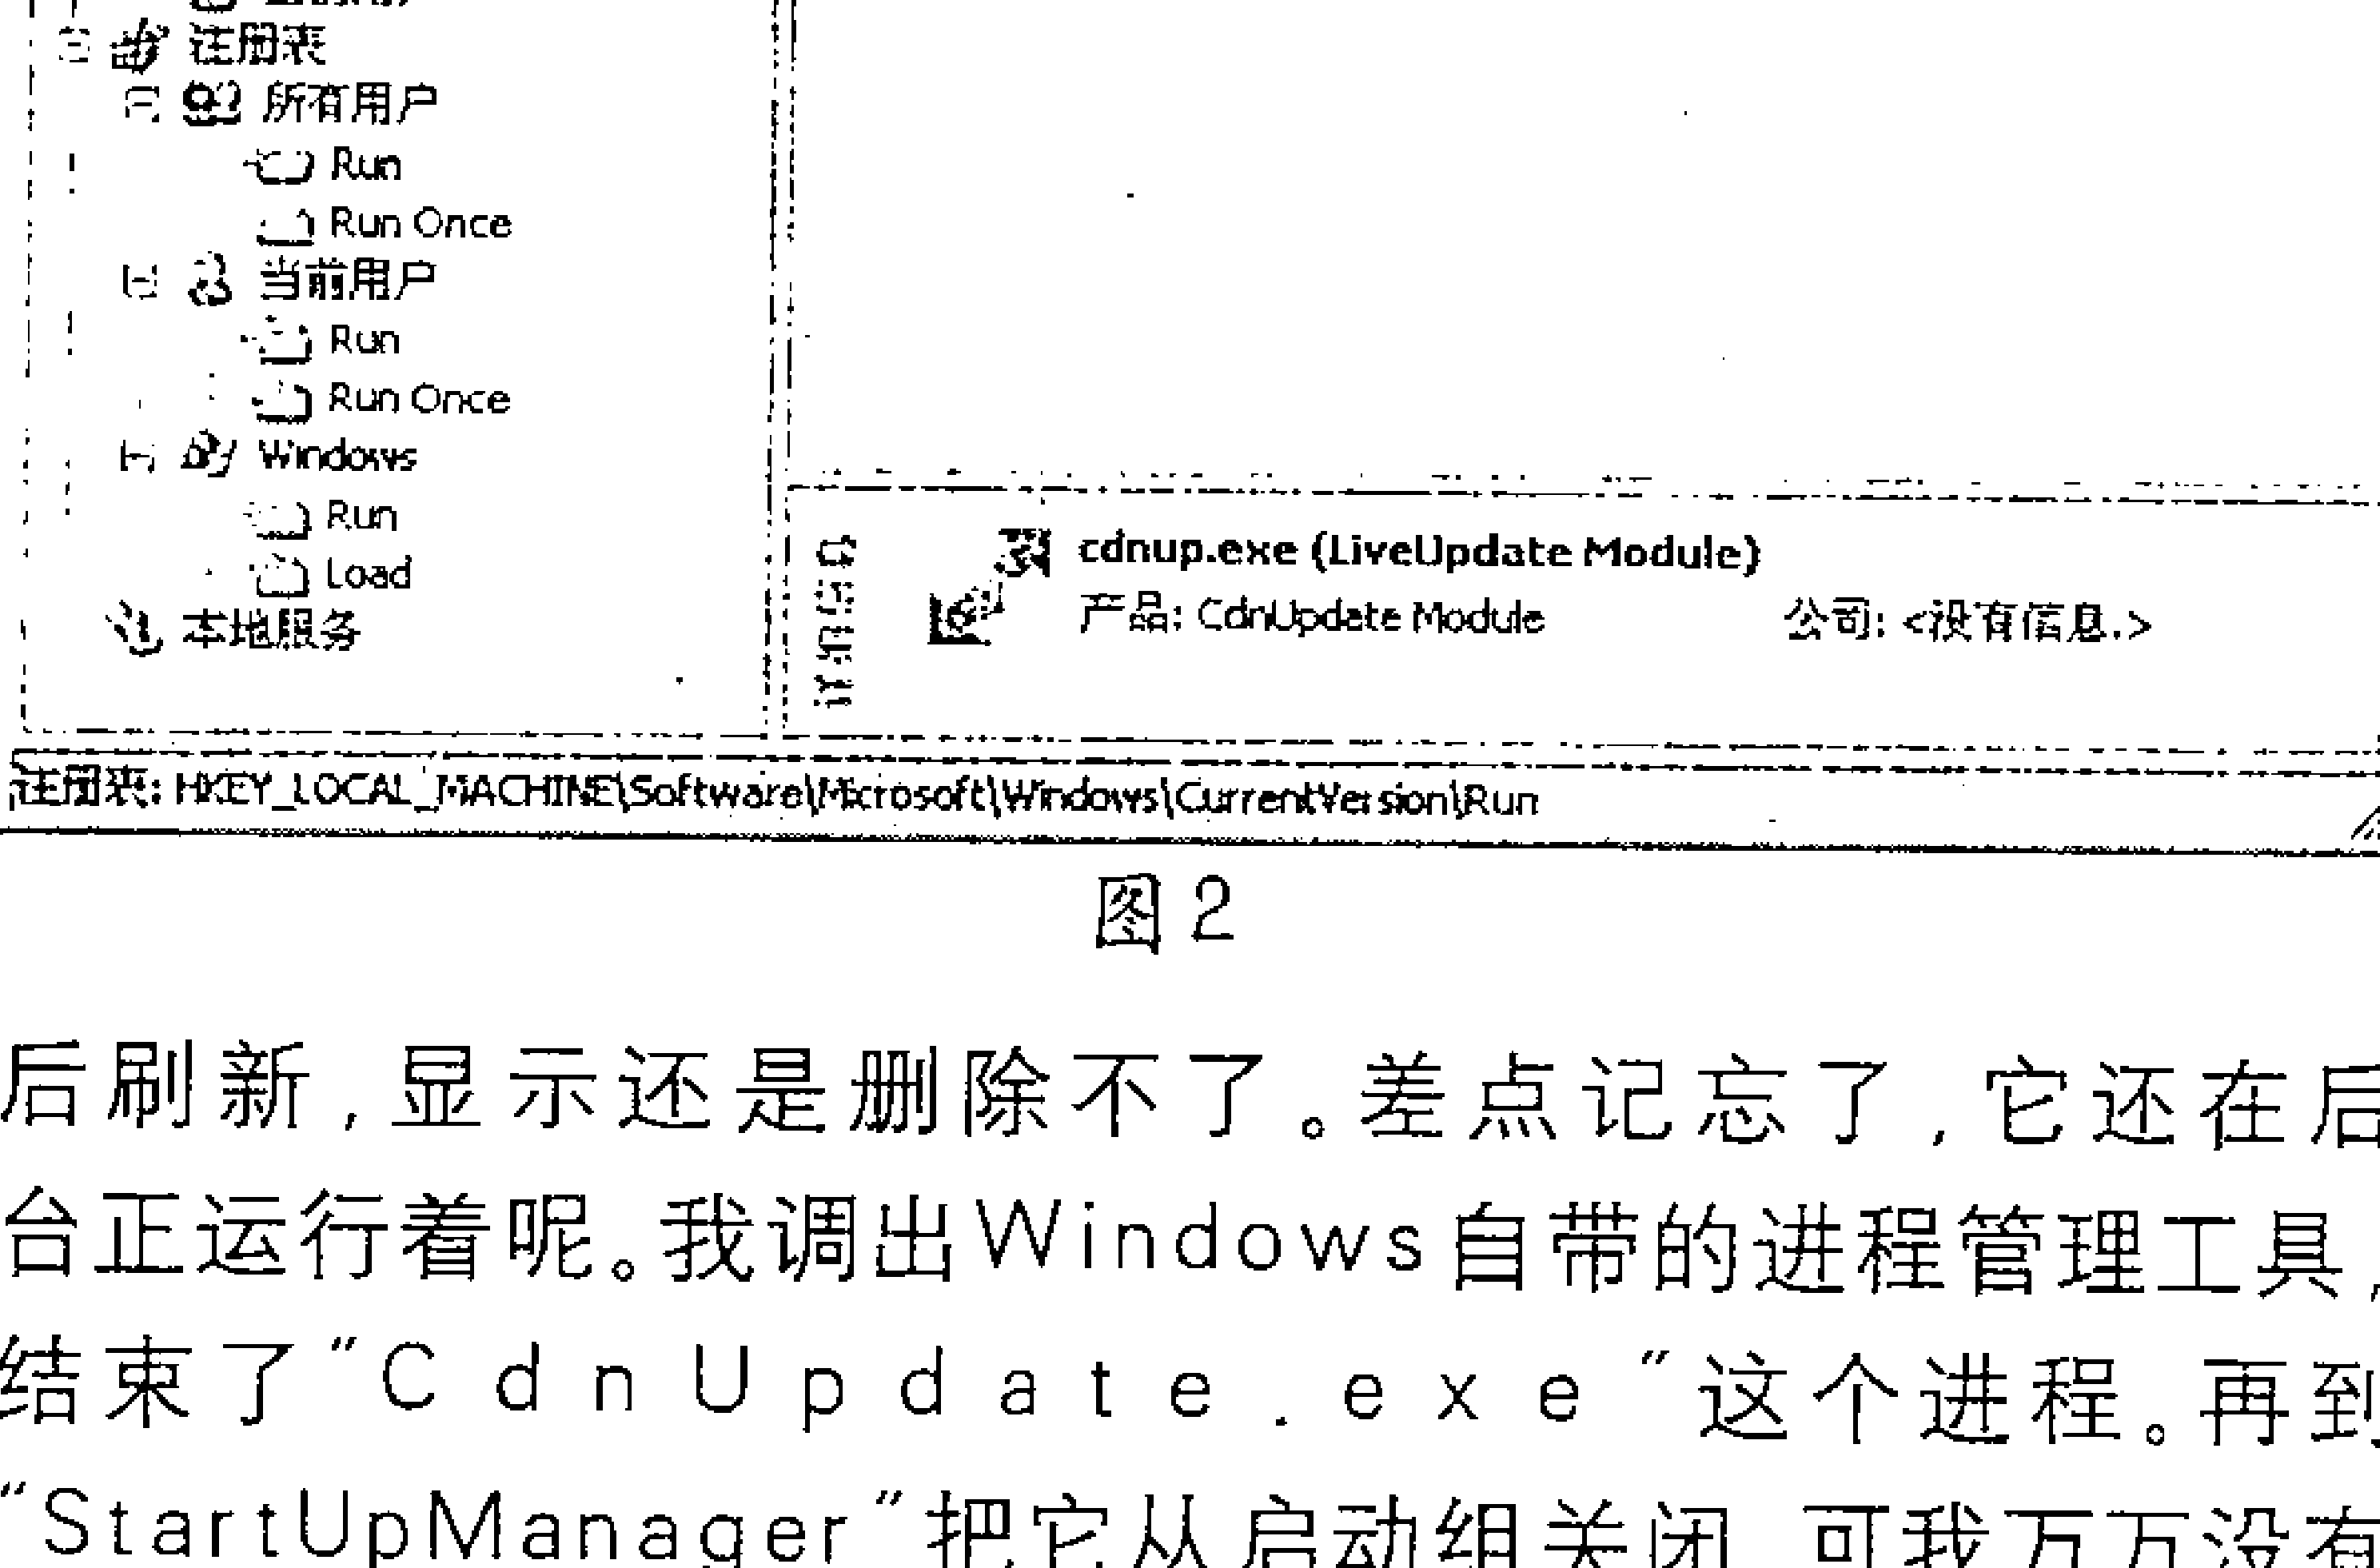 注册表
所有用户
Run
Run Once
当前用户
Run
Run Once
Windows
Run
Load
本地服务
cdnup.exe (LiveUpdate Module)
产品: CdnUpdate Module
公司: <没有信息.>
注册表: HKEY_LOCAL_MACHINE\Software\Microsoft\Windows\CurrentVersion\Run
图2
后刷新,显示还是删除不了。差点记忘了,它还在后
台正运行着呢。我调出Windows自带的进程管理工具,
结束了"CdnUpdate.exe"这个进程。再到
"StartUpManager"把它从启动组关闭 可我万万没有